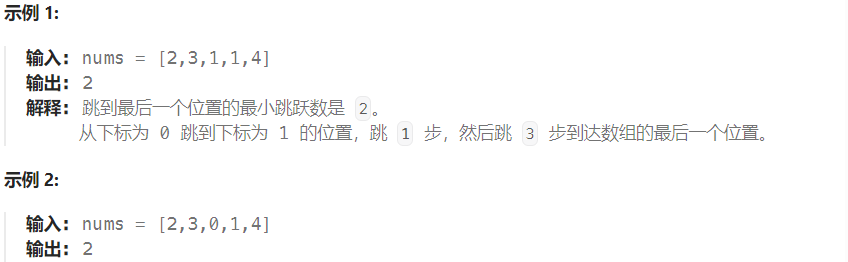 示例 1:
输入：nums = [2,3,1,1,4]
输出：2
解释：跳到最后一个位置的最小跳跃数是 2。
从下标为 0 跳到下标为 1 的位置，跳 1 步，然后跳 3 步到达数组的最后一个位置。
示例 2:
输入：nums = [2,3,0,1,4]
输出：2